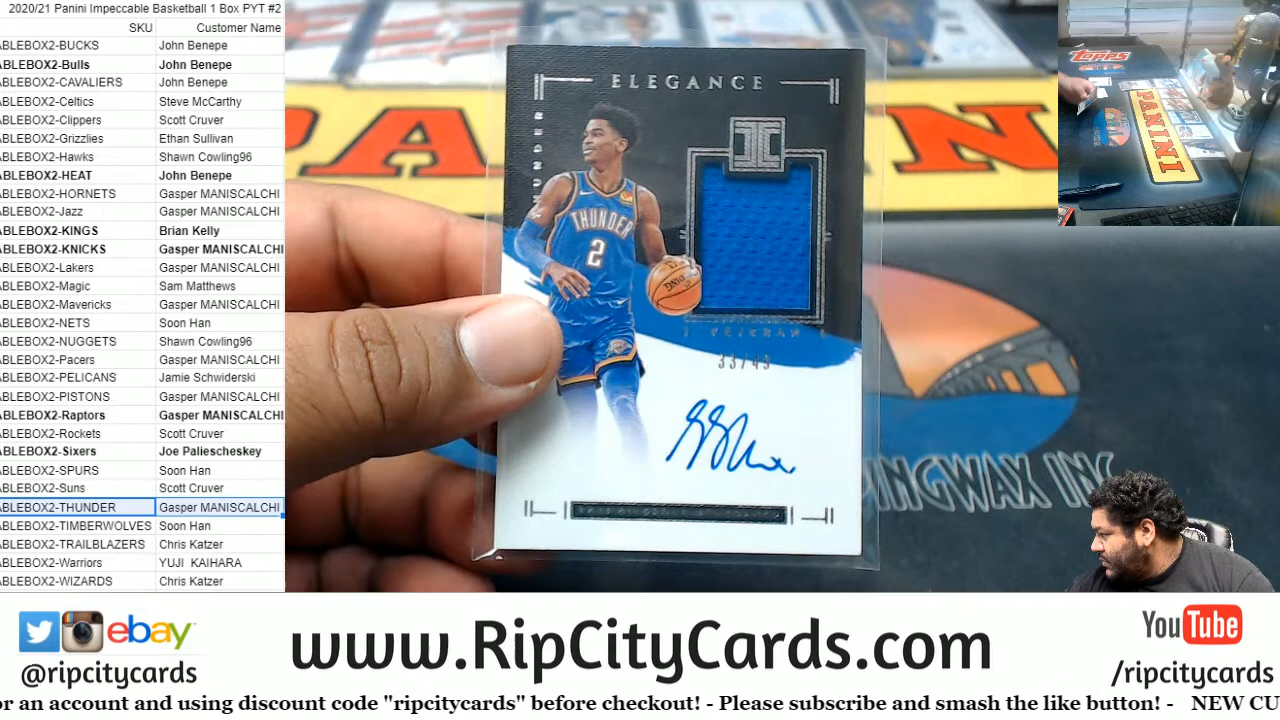 2020/21 Panini Impeccable Basketball 1 Box PYT #2
SKU Customer Name
ABLEBOX2-BUCKS John Benepe
ABLEBOX2-Bulls John Benepe
ABLEBOX2-CAVALIERS John Benepe
ABLEBOX2-Celtics Steve McCarthy
ABLEBOX2-Clippers Scott Cruver
ABLEBOX2-Grizzlies Ethan Sullivan
ABLEBOX2-Hawks Shawn Cowling96
ABLEBOX2-HEAT John Benepe
ABLEBOX2-HORNETS Gasper MANISCALCHI
ABLEBOX2-Jazz Gasper MANISCALCHI
ABLEBOX2-KINGS Brian Kelly
ABLEBOX2-KNICKS Gasper MANISCALCHI
ABLEBOX2-Lakers Gasper MANISCALCHI
ABLEBOX2-Magic Sam Matthews
ABLEBOX2-Mavericks Gasper MANISCALCHI
ABLEBOX2-NETS Soon Han
ABLEBOX2-NUGGETS Shawn Cowling96
ABLEBOX2-Pacers Gasper MANISCALCHI
ABLEBOX2-PELICANS Jamie Schwiderski
ABLEBOX2-PISTONS Gasper MANISCALCHI
ABLEBOX2-Raptors Gasper MANISCALCHI
ABLEBOX2-Rockets Scott Cruver
ABLEBOX2-Sixers Joe Paliescheskey
ABLEBOX2-SPURS Soon Han
ABLEBOX2-Suns Scott Cruver
ABLEBOX2-THUNDER Gasper MANISCALCHI
ABLEBOX2-TIMBERWOLVES Soon Han
ABLEBOX2-TRAILBLAZERS Chris Katzer
ABLEBOX2-Warriors YUJI KAIHARA
ABLEBOX2-WIZARDS Chris Katzer
ELEGANCE
THUNDER
THUNDER
2
VETERAN
33/49
TOPPS
PANINI
PINGWAX INC.
ebay
@ripcitycards
www.RipCityCards.com
YouTube
/ripcitycards
or an account and using discount code "ripcitycards" before checkout! - Please subscribe and smash the like button! - NEW CU